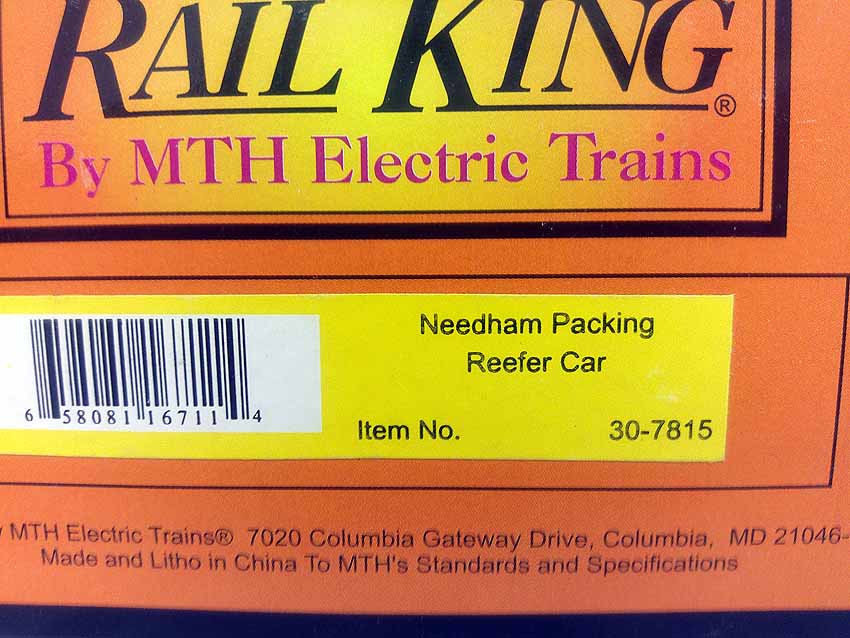 RAIL KING®
By MTH Electric Trains
Needham Packing
Reefer Car
6 58081 16711 4
Item No. 30-7815
MTH Electric Trains® 7020 Columbia Gateway Drive, Columbia, MD 21046-
Made and Litho in China To MTH's Standards and Specifications